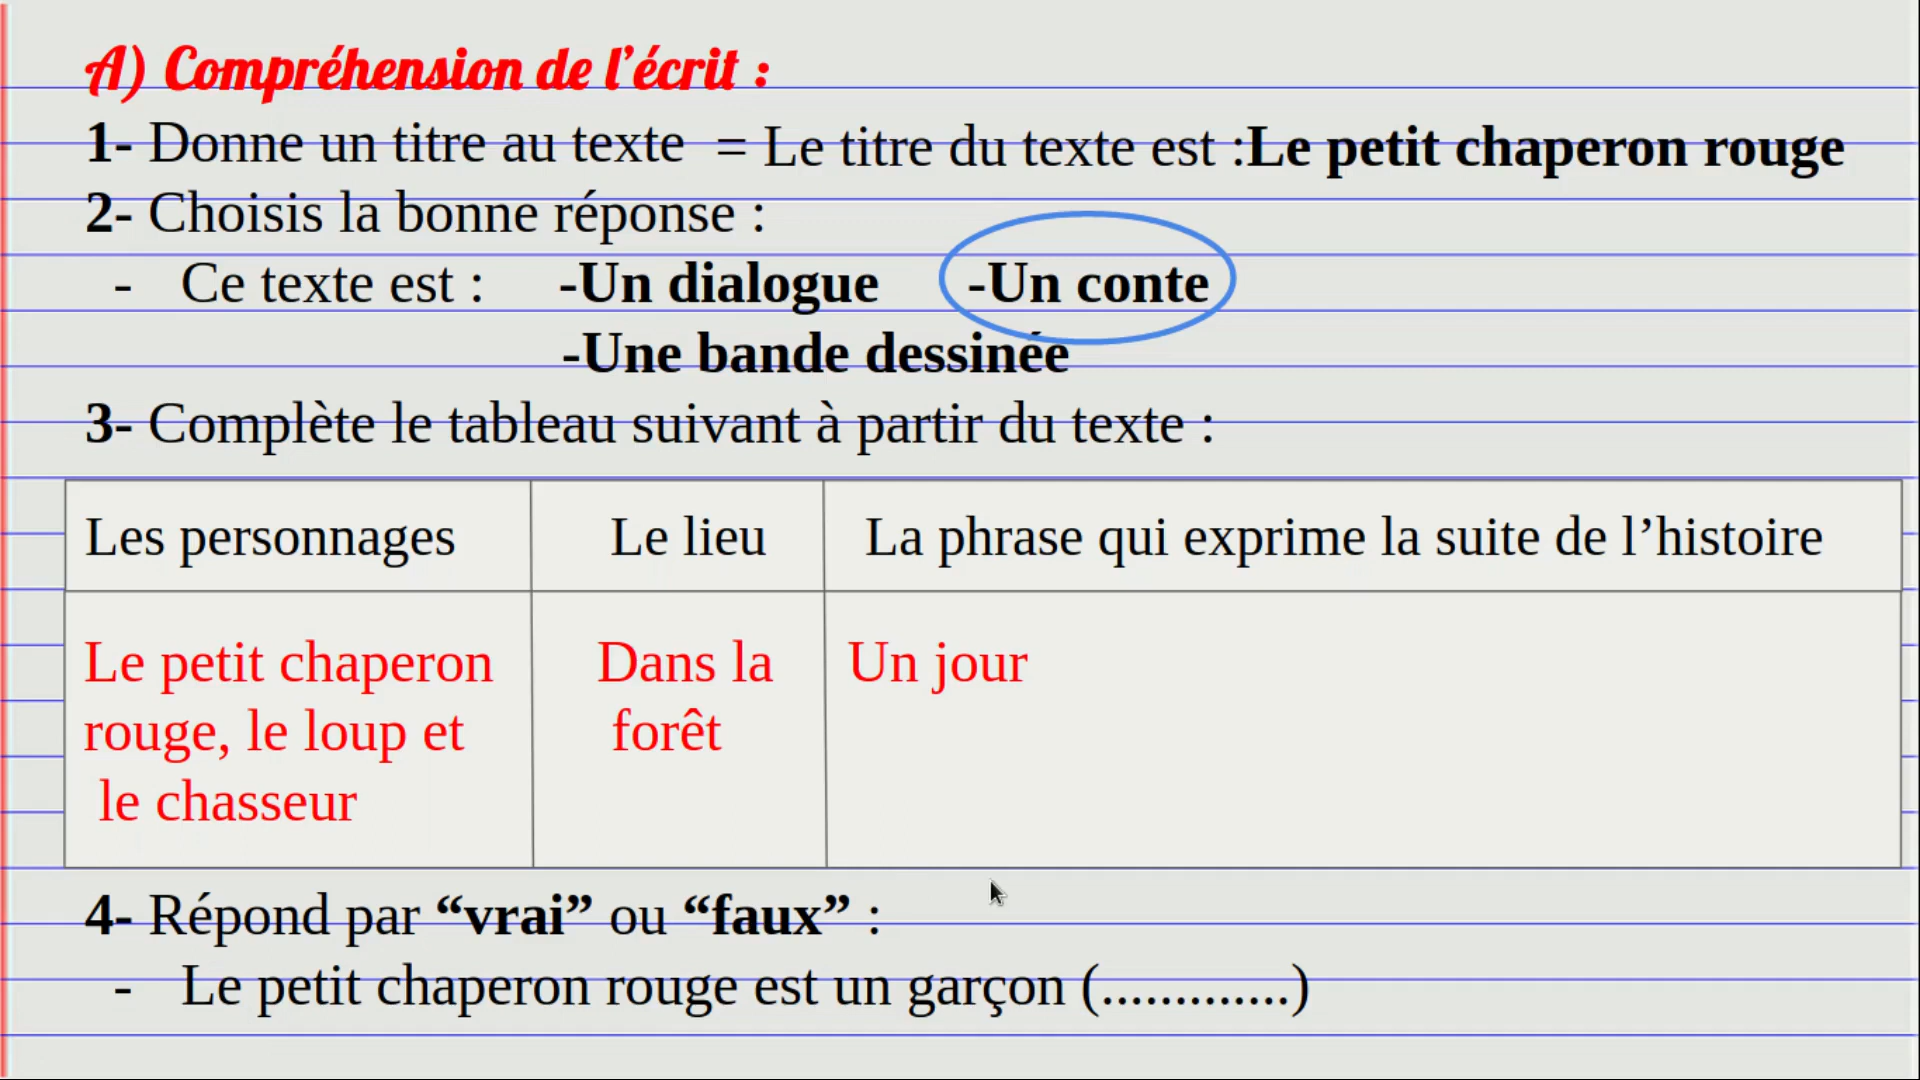 A) Compréhension de l’écrit :
1- Donne un titre au texte = Le titre du texte est :Le petit chaperon rouge
2- Choisis la bonne réponse :
- Ce texte est : -Un dialogue -Un conte
-Une bande dessinée
3- Complète le tableau suivant à partir du texte :
Les personnages Le lieu La phrase qui exprime la suite de l’histoire
Le petit chaperon Dans la Un jour
rouge, le loup et forêt
le chasseur
4- Répond par “vrai” ou “faux” :
- Le petit chaperon rouge est un garçon (.............)